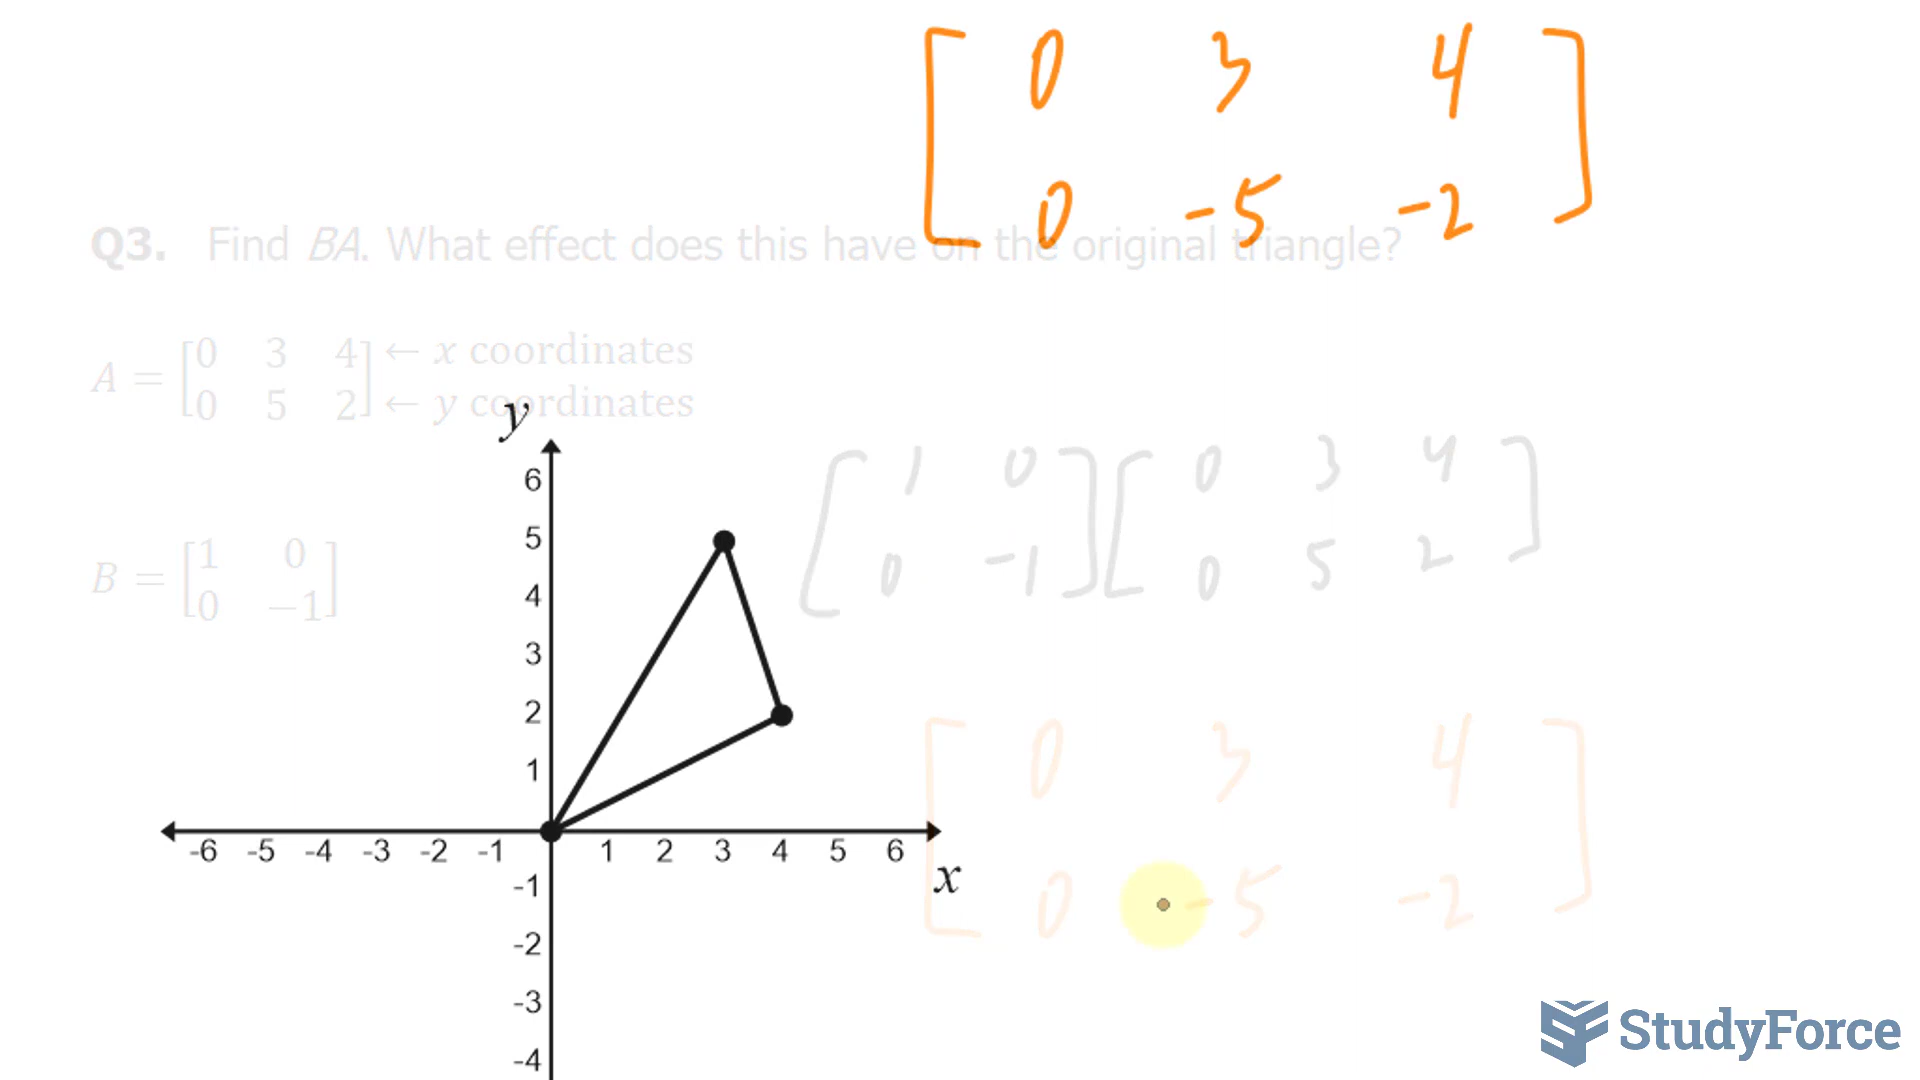 [ 0 3 4 ]
[ 0 -5 -2 ]
Q3. Find BA. What effect does this have on the original triangle?
A = [0 3 4] ← x coordinates
[0 5 2] ← y coordinates
y
[ 1 0 ] [ 0 3 4 ]
[ 0 -1 ] [ 0 5 2 ]
B = [1 0]
[0 −1]
6
5
4
3
2
1
-6 -5 -4 -3 -2 -1 1 2 3 4 5 6
x
-1
-2
-3
-4
[ 0 3 4 ]
[ 0 -5 -2 ]
StudyForce